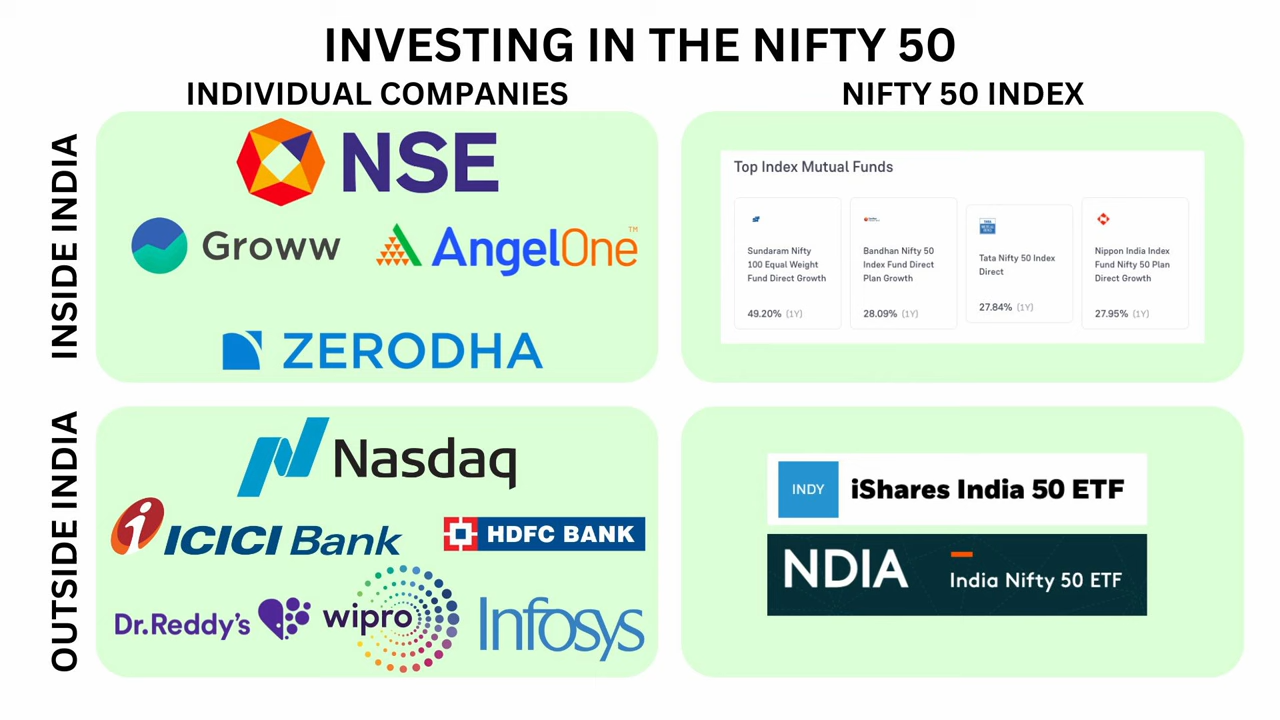 INVESTING IN THE NIFTY 50
INDIVIDUAL COMPANIES
NIFTY 50 INDEX
INSIDE INDIA
NSE
Groww
AngelOne™
ZERODHA
Top Index Mutual Funds
Sundaram Nifty
100 Equal Weight
Fund Direct Growth
49.20% (1Y)
Bandhan Nifty 50
Index Fund Direct
Plan Growth
28.09% (1Y)
Tata Nifty 50 Index
Direct
27.84% (1Y)
Nippon India Index
Fund Nifty 50 Plan
Direct Growth
27.95% (1Y)
OUTSIDE INDIA
Nasdaq
ICICI Bank
HDFC BANK
Dr.Reddy's
wipro
Infosys
INDY
iShares India 50 ETF
NDIA
India Nifty 50 ETF